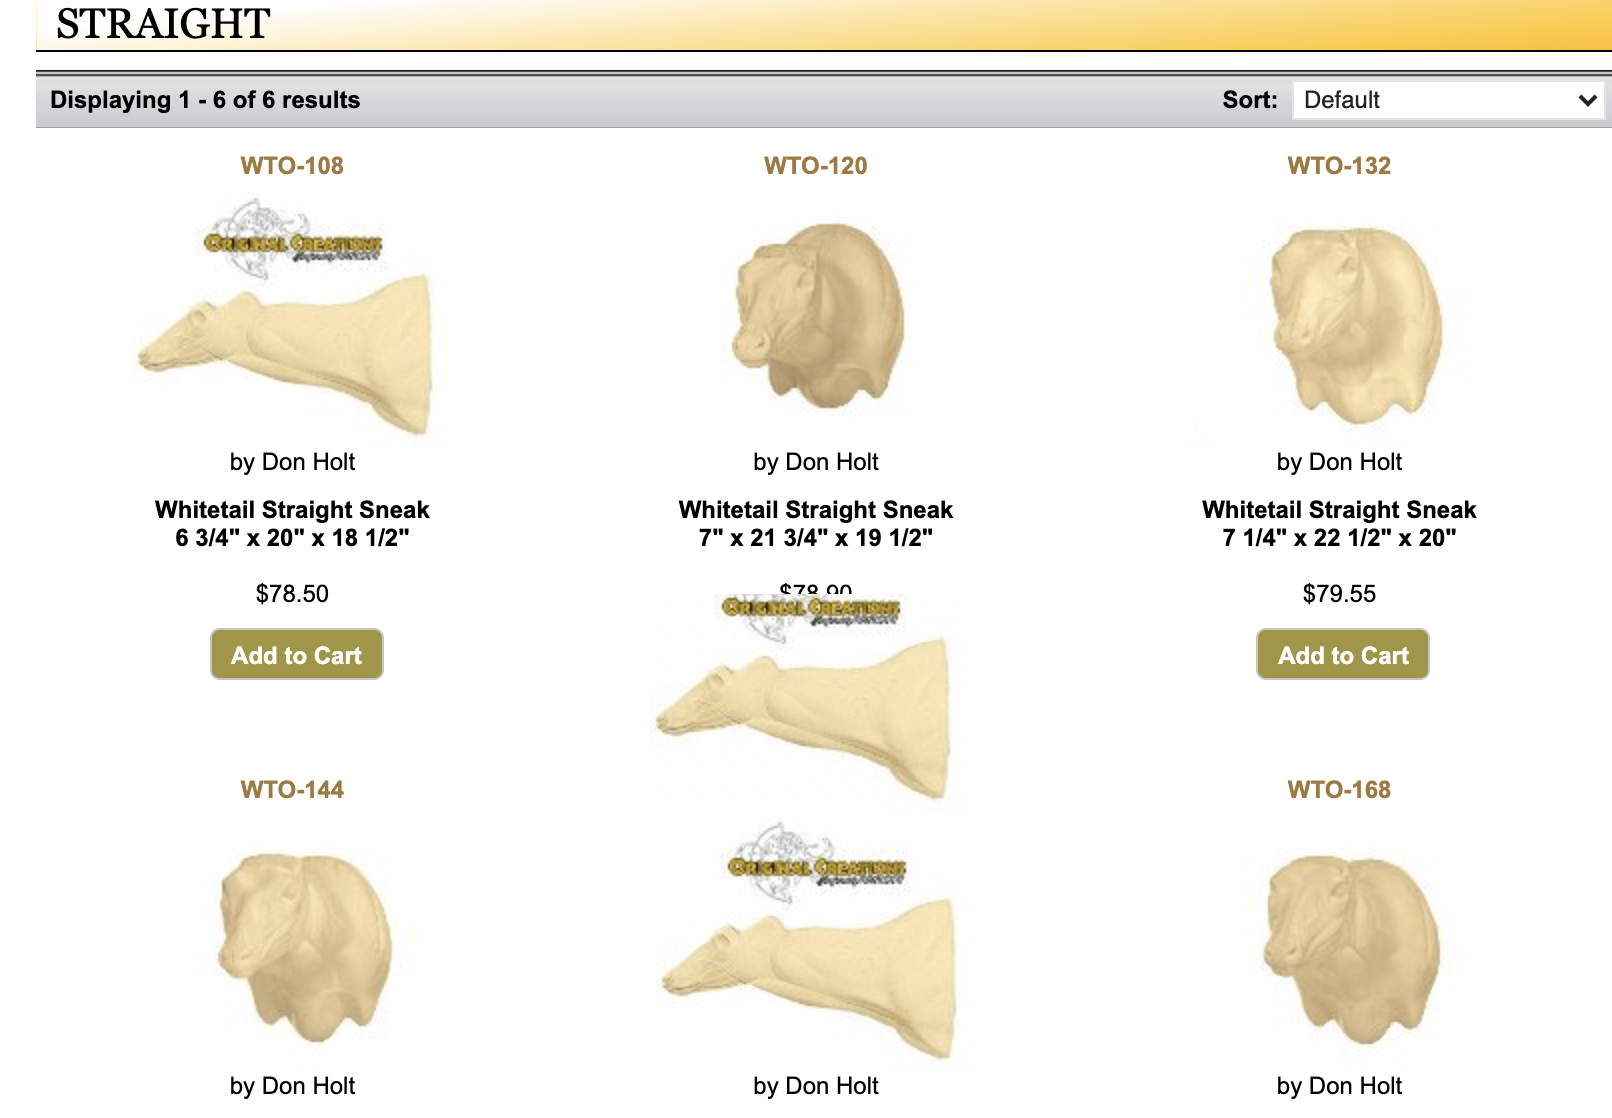 STRAIGHT
Displaying 1 - 6 of 6 results
Sort: Default
WTO-108
WTO-120
WTO-132
ORIGINAL CREATIONS
by Don Holt
by Don Holt
by Don Holt
Whitetail Straight Sneak
6 3/4" x 20" x 18 1/2"
Whitetail Straight Sneak
7" x 21 3/4" x 19 1/2"
Whitetail Straight Sneak
7 1/4" x 22 1/2" x 20"
$78.50
$78.90
$79.55
ORIGINAL CREATIONS
Add to Cart
Add to Cart
WTO-144
WTO-168
ORIGINAL CREATIONS
by Don Holt
by Don Holt
by Don Holt